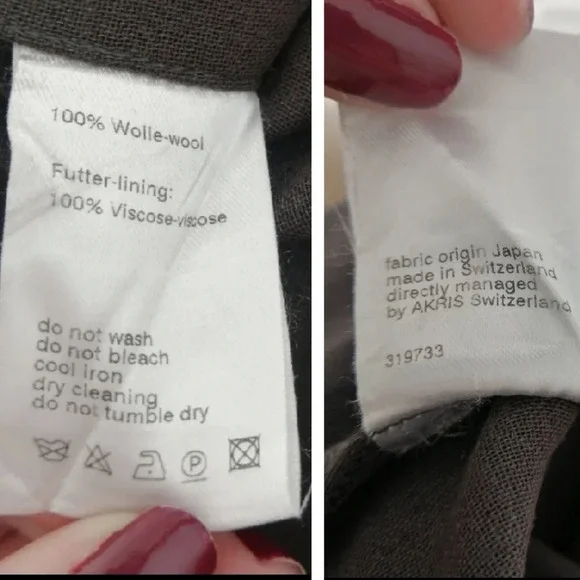 100% Wolle-wool
Futter-lining:
100% Viscose-viscose
do not wash
do not bleach
cool iron
dry cleaning
do not tumble dry
P
fabric origin Japan
made in Switzerland
directly managed
by AKRIS Switzerland
319733